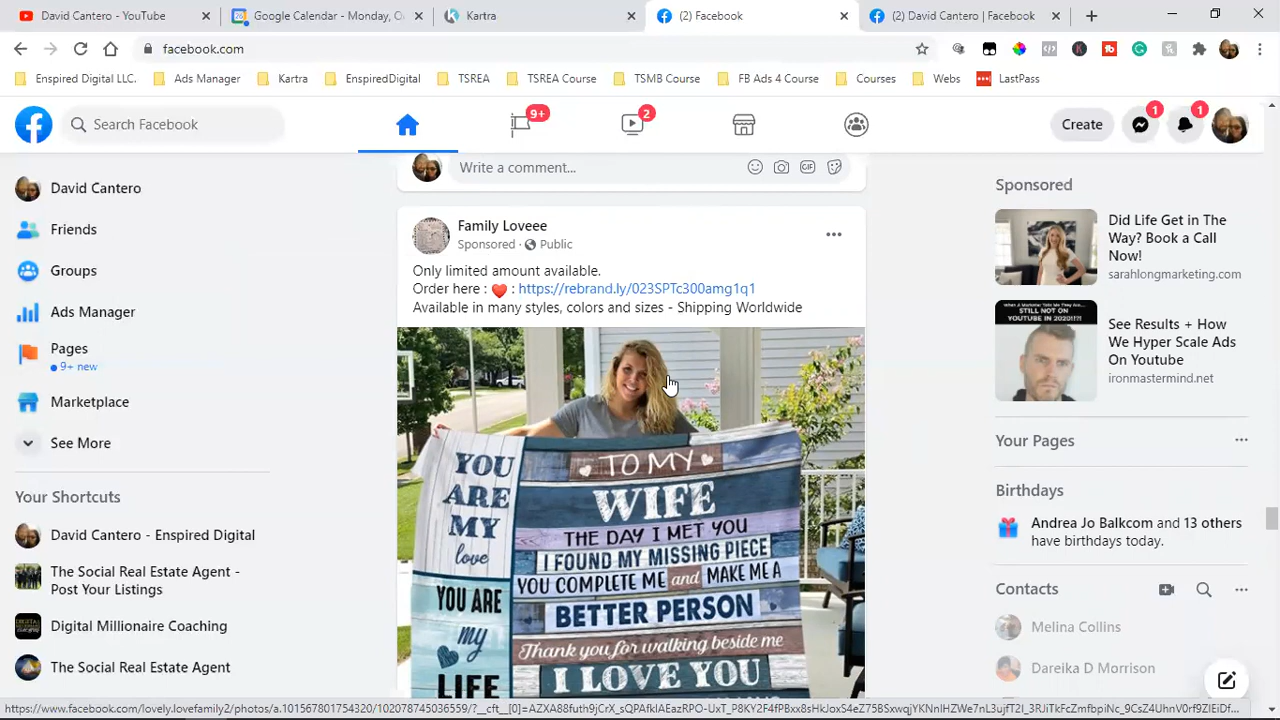 David Cantero - YouTube
Google Calendar - Monday, O
Kartra
(2) Facebook
(2) David Cantero | Facebook
facebook.com
Enspired Digital LLC.
Ads Manager
Kartra
EnspiredDigital
TSREA
TSREA Course
TSMB Course
FB Ads 4 Course
Courses
Webs
LastPass
Search Facebook
9+
2
Create
1
1
David Cantero
Friends
Groups
Ads Manager
Pages
9+ new
Marketplace
See More
Your Shortcuts
David Cantero - Enspired Digital
The Social Real Estate Agent -
Post Your Listings
Digital Millionaire Coaching
The Social Real Estate Agent
Write a comment...
GIF
Family Loveee
Sponsored · Public
Only limited amount available.
Order here : ❤ : https://rebrand.ly/023SPTc300amg1q1
Available in many styles, colors and sizes - Shipping Worldwide
YOU
ARE
MY
love
YOU ARE
my
LIFE
TO MY
WIFE
THE DAY I MET YOU
I FOUND MY MISSING PIECE
YOU COMPLETE ME and MAKE ME A
BETTER PERSON
Thank you for walking beside me
I LOVE YOU
Sponsored
Did Life Get in The
Way? Book a Call
Now!
sarahlongmarketing.com
STILL NOT ON
YOUTUBE IN 2020!?!?
See Results + How
We Hyper Scale Ads
On Youtube
ironmastermind.net
Your Pages
Birthdays
Andrea Jo Balkcom and 13 others
have birthdays today.
Contacts
Melina Collins
Dareika D Morrison